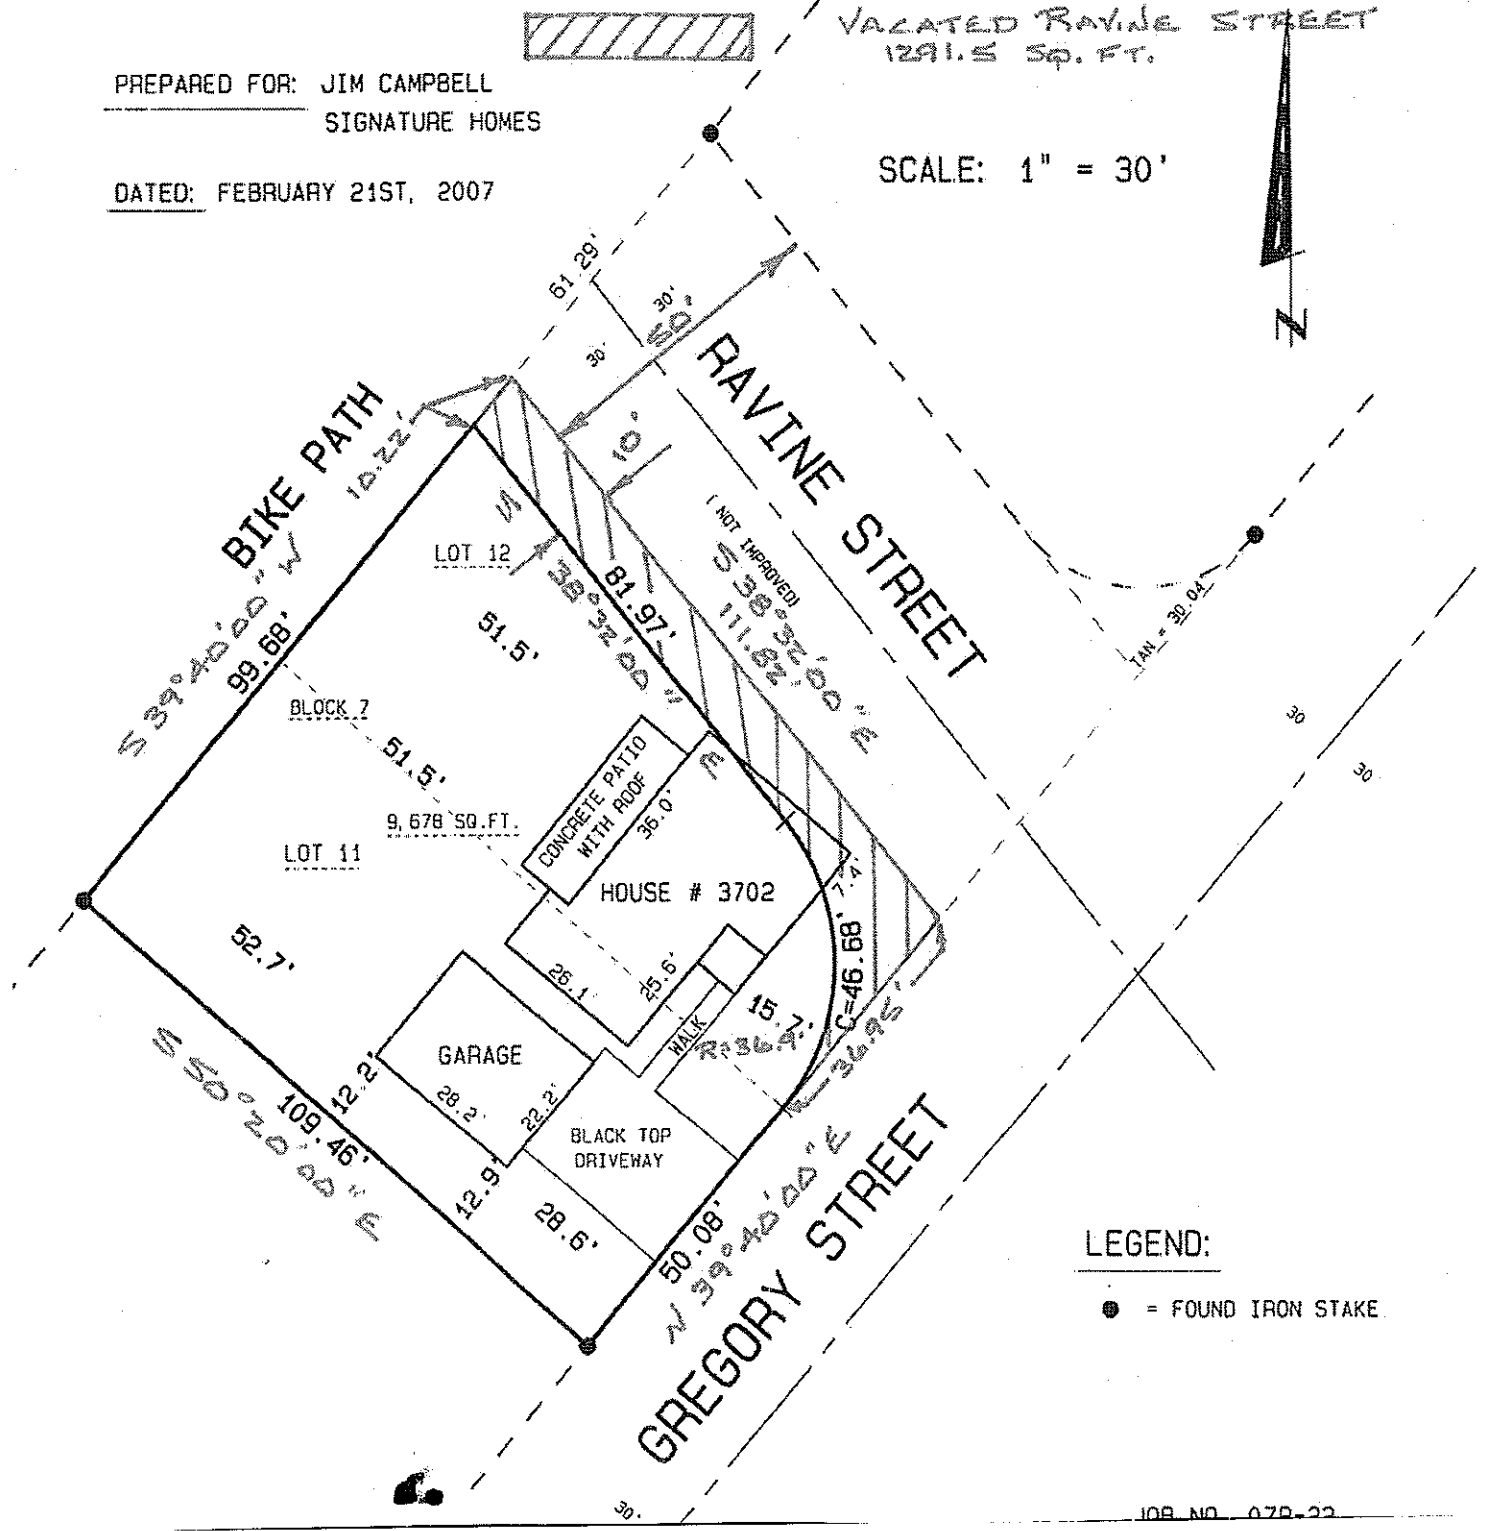 VACATED RAVINE STREET
1291.5 SQ. FT.
PREPARED FOR: JIM CAMPBELL
SIGNATURE HOMES
SCALE: 1" = 30'
DATED: FEBRUARY 21ST, 2007
N
61.29'
30'
50'
30'
10'
RAVINE STREET
( NOT IMPROVED)
S 38°32'00" E
111.82'
BIKE PATH
10.22'
S 39°40'00" W
99.68'
LOT 12
S 38°32'00" E
81.97'
51.5'
TAN = 30.04
BLOCK 7
51.5'
30
30
9,678 SQ.FT.
LOT 11
CONCRETE PATIO
WITH ROOF
36.0'
HOUSE # 3702
7.4'
52.7'
26.1'
25.6'
C=46.68'
15.7'
WALK
R=36.9'
36.95'
GARAGE
12.2'
28.2'
22.2'
S 50°20'00" E
109.46'
BLACK TOP
DRIVEWAY
12.9'
28.6'
50.08'
N 39°40'00" E
GREGORY STREET
LEGEND:
= FOUND IRON STAKE
30'